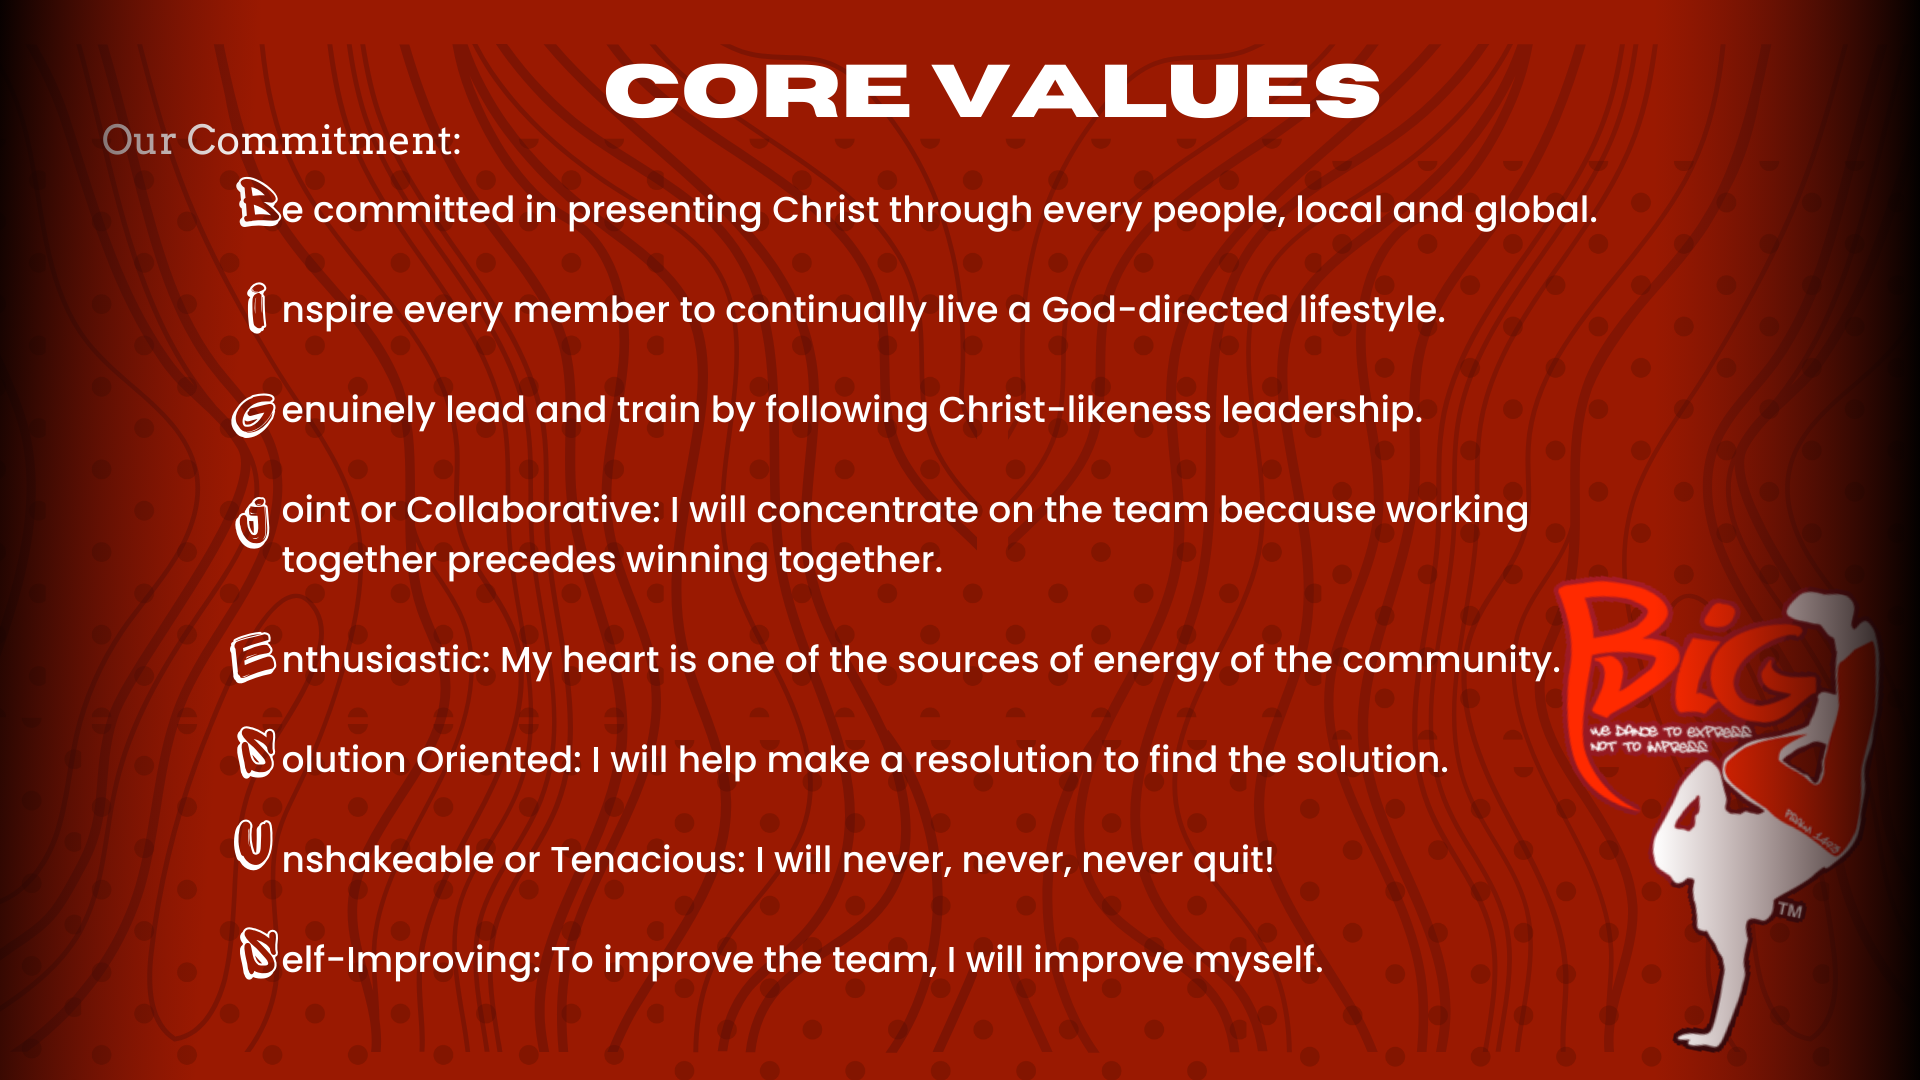 CORE VALUES
Our Commitment:
Be committed in presenting Christ through every people, local and global.
Inspire every member to continually live a God-directed lifestyle.
Genuinely lead and train by following Christ-likeness leadership.
Joint or Collaborative: I will concentrate on the team because working
together precedes winning together.
Enthusiastic: My heart is one of the sources of energy of the community.
Solution Oriented: I will help make a resolution to find the solution.
Unshakeable or Tenacious: I will never, never, never quit!
Self-Improving: To improve the team, I will improve myself.
BiG
WE DANCE TO EXPRESS
NOT TO IMPRESS
TM